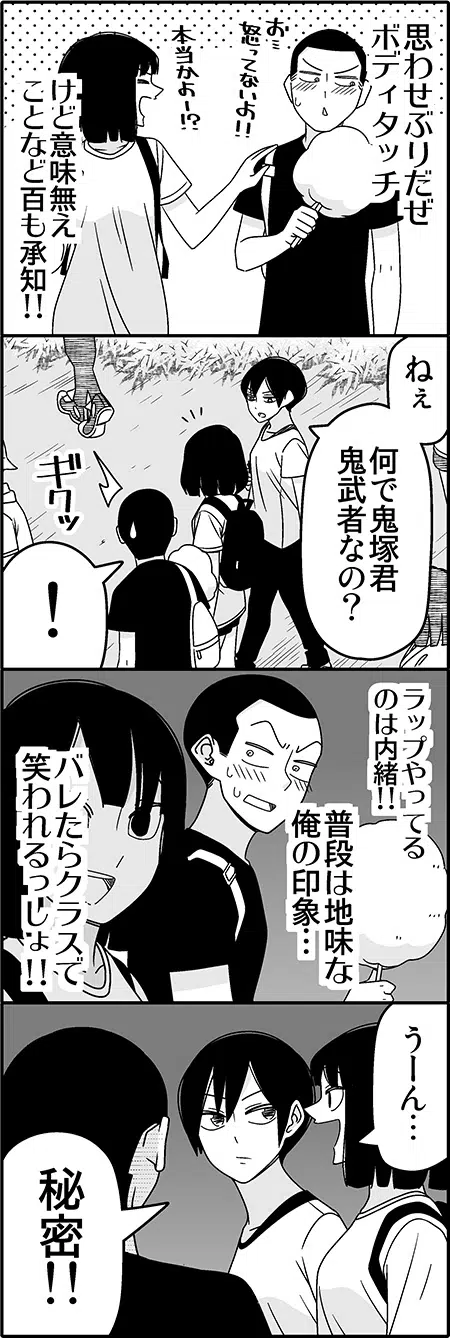 思わせぶりだぜ
ボディタッチ
お…
怒ってないよ!!
本当かよー!?
けど意味無え
ことなど百も承知!!
ねぇ
何で鬼塚君
鬼武者なの？
ギクッ
！
ラップやってる
のは内緒!!
普段は地味な
俺の印象…
バレたらクラスで
笑われるっしょ!!
うーん…
秘密!!